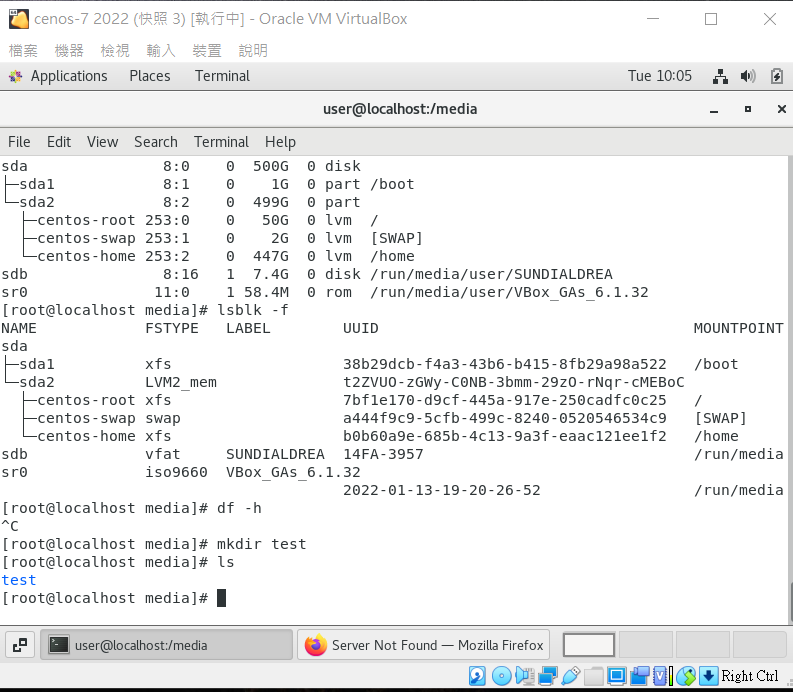 cenos-7 2022 (快照 3) [執行中] - Oracle VM VirtualBox
檔案 機器 檢視 輸入 裝置 說明
Applications Places Terminal Tue 10:05
user@localhost:/media
File Edit View Search Terminal Help
sda 8:0 0 500G 0 disk
├─sda1 8:1 0 1G 0 part /boot
└─sda2 8:2 0 499G 0 part
├─centos-root 253:0 0 50G 0 lvm /
├─centos-swap 253:1 0 2G 0 lvm [SWAP]
└─centos-home 253:2 0 447G 0 lvm /home
sdb 8:16 1 7.4G 0 disk /run/media/user/SUNDIALDREA
sr0 11:0 1 58.4M 0 rom /run/media/user/VBox_GAs_6.1.32
[root@localhost media]# lsblk -f
NAME FSTYPE LABEL UUID MOUNTPOINT
sda
├─sda1 xfs 38b29dcb-f4a3-43b6-b415-8fb29a98a522 /boot
└─sda2 LVM2_mem t2ZVUO-zGWy-C0NB-3bmm-29zO-rNqr-cMEBoC
├─centos-root xfs 7bf1e170-d9cf-445a-917e-250cadfc0c25 /
├─centos-swap swap a444f9c9-5cfb-499c-8240-0520546534c9 [SWAP]
└─centos-home xfs b0b60a9e-685b-4c13-9a3f-eaac121ee1f2 /home
sdb vfat SUNDIALDREA 14FA-3957 /run/media
sr0 iso9660 VBox_GAs_6.1.32
2022-01-13-19-20-26-52 /run/media
[root@localhost media]# df -h
^C
[root@localhost media]# mkdir test
[root@localhost media]# ls
test
[root@localhost media]#
user@localhost:/media Server Not Found — Mozilla Firefox
Right Ctrl